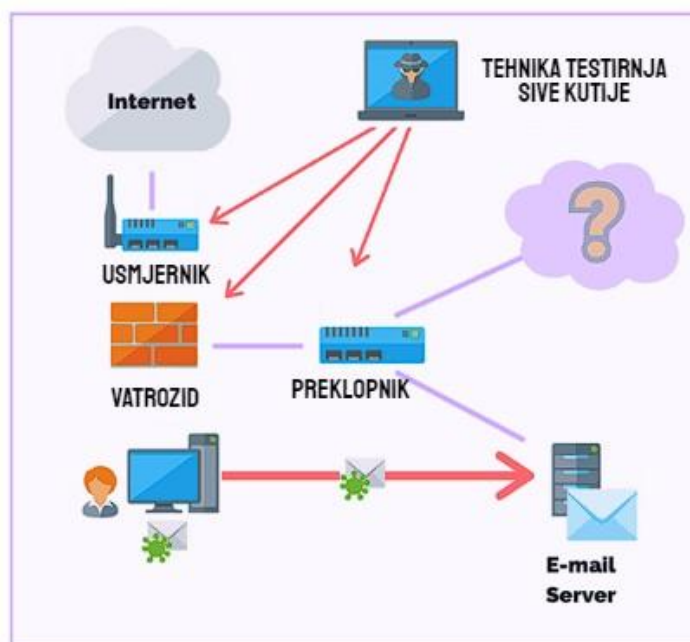 Internet
TEHNIKA TESTIRNJA
SIVE KUTIJE
USMJERNIK
?
VATROZID
PREKLOPNIK
E-mail
Server